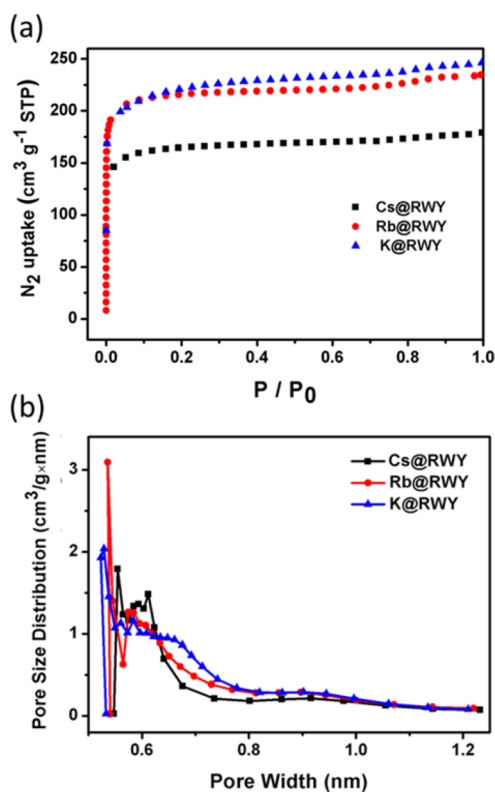 (a)
N₂ uptake (cm³ g⁻¹ STP)
250
200
150
100
50
0
Cs@RWY
Rb@RWY
K@RWY
0.0 0.2 0.4 0.6 0.8 1.0
P / P₀
(b)
Pore Size Distribution (cm³/g×nm)
3
2
1
0
Cs@RWY
Rb@RWY
K@RWY
0.6 0.8 1.0 1.2
Pore Width (nm)